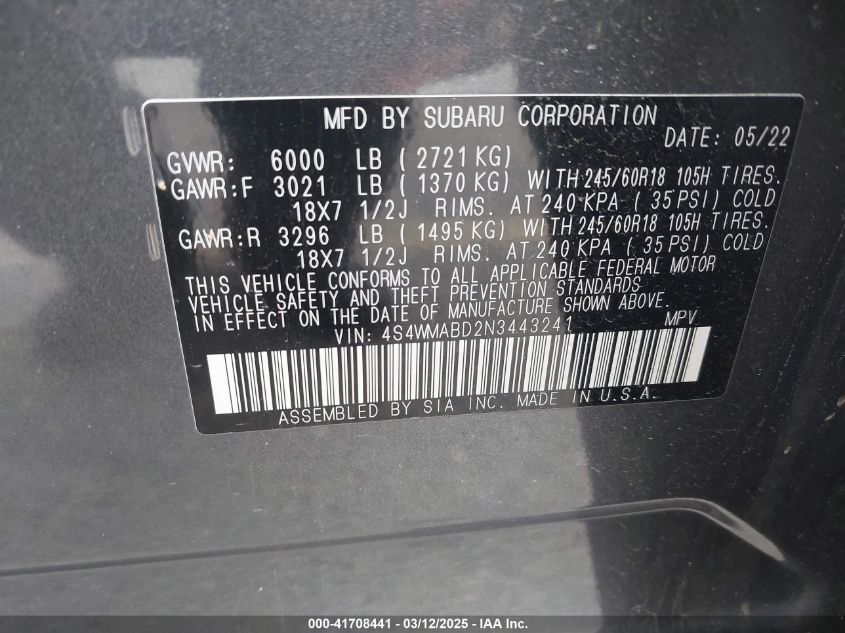 MFD BY SUBARU CORPORATION
DATE: 05/22
GVWR: 6000 LB ( 2721 KG)
GAWR:F 3021 LB ( 1370 KG) WITH 245/60R18 105H TIRES.
18X7 1/2J RIMS. AT 240 KPA ( 35 PSI) COLD
GAWR:R 3296 LB ( 1495 KG) WITH 245/60R18 105H TIRES.
18X7 1/2J RIMS. AT 240 KPA ( 35 PSI) COLD
THIS VEHICLE CONFORMS TO ALL APPLICABLE FEDERAL MOTOR
VEHICLE SAFETY AND THEFT PREVENTION STANDARDS
IN EFFECT ON THE DATE OF MANUFACTURE SHOWN ABOVE.
VIN: 4S4WMABD2N3443241 MPV
ASSEMBLED BY SIA INC. MADE IN U.S.A.
000-41708441 - 03/12/2025 - IAA Inc.